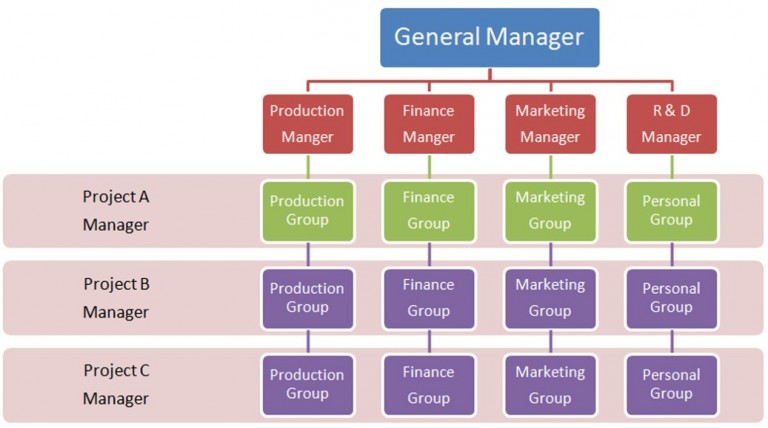 General Manager
Production
Manger
Finance
Manger
Marketing
Manager
R & D
Manager
Project A
Manager
Production
Group
Finance
Group
Marketing
Group
Personal
Group
Project B
Manager
Production
Group
Finance
Group
Marketing
Group
Personal
Group
Project C
Manager
Production
Group
Finance
Group
Marketing
Group
Personal
Group